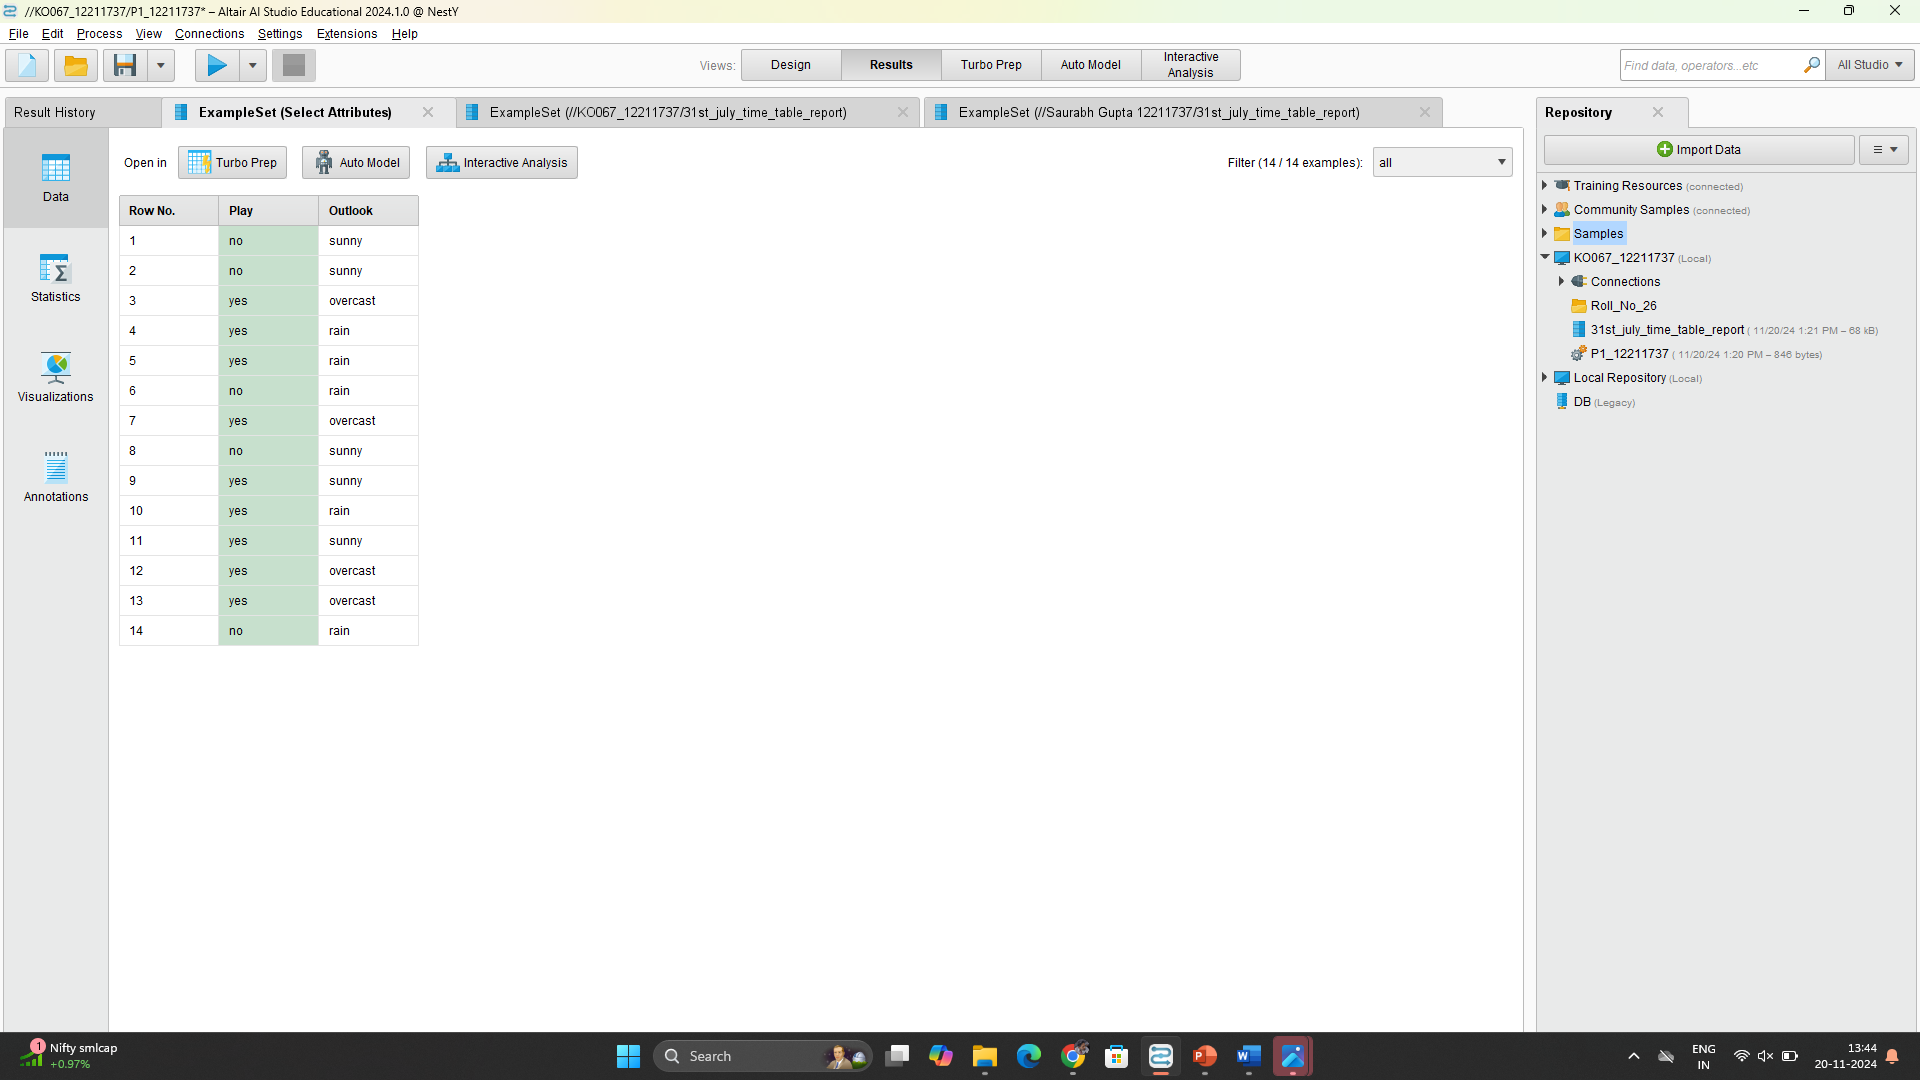 //KO067_12211737/P1_12211737* – Altair AI Studio Educational 2024.1.0 @ NestY
File Edit Process View Connections Settings Extensions Help
Views: Design Results Turbo Prep Auto Model Interactive Analysis
Find data, operators...etc All Studio
Result History ExampleSet (Select Attributes) ExampleSet (//KO067_12211737/31st_july_time_table_report) ExampleSet (//Saurabh Gupta 12211737/31st_july_time_table_report)
Open in Turbo Prep Auto Model Interactive Analysis Filter (14 / 14 examples): all
Data
Statistics
Visualizations
Annotations
Row No. Play Outlook
1 no sunny
2 no sunny
3 yes overcast
4 yes rain
5 yes rain
6 no rain
7 yes overcast
8 no sunny
9 yes sunny
10 yes rain
11 yes sunny
12 yes overcast
13 yes overcast
14 no rain
Repository
Import Data
Training Resources (connected)
Community Samples (connected)
Samples
KO067_12211737 (Local)
Connections
Roll_No_26
31st_july_time_table_report ( 11/20/24 1:21 PM – 68 kB)
P1_12211737 ( 11/20/24 1:20 PM – 846 bytes)
Local Repository (Local)
DB (Legacy)
1 Nifty smlcap
+0.97%
Search
ENG
IN
13:44
20-11-2024